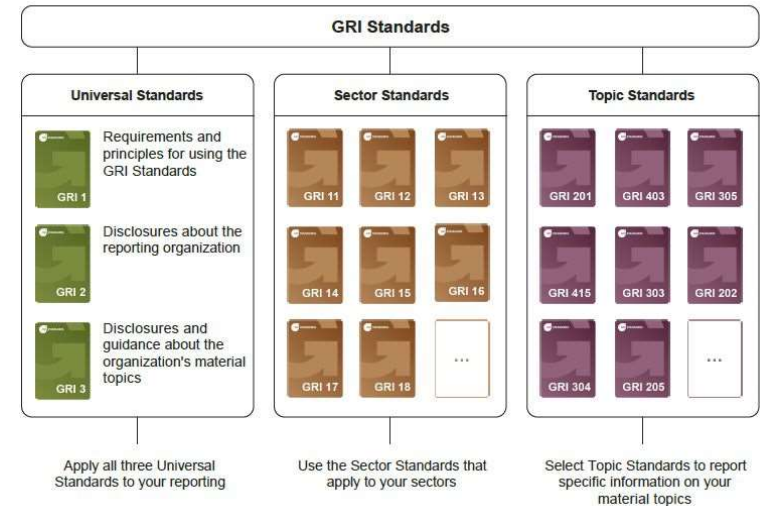 GRI Standards
Universal Standards
GRI 1
Requirements and
principles for using the
GRI Standards
GRI 2
Disclosures about the
reporting organization
GRI 3
Disclosures and
guidance about the
organization's material
topics
Apply all three Universal
Standards to your reporting
Sector Standards
GRI 11
GRI 12
GRI 13
GRI 14
GRI 15
GRI 16
GRI 17
GRI 18
...
Use the Sector Standards that
apply to your sectors
Topic Standards
GRI 201
GRI 403
GRI 305
GRI 415
GRI 303
GRI 202
GRI 304
GRI 205
...
Select Topic Standards to report
specific information on your
material topics